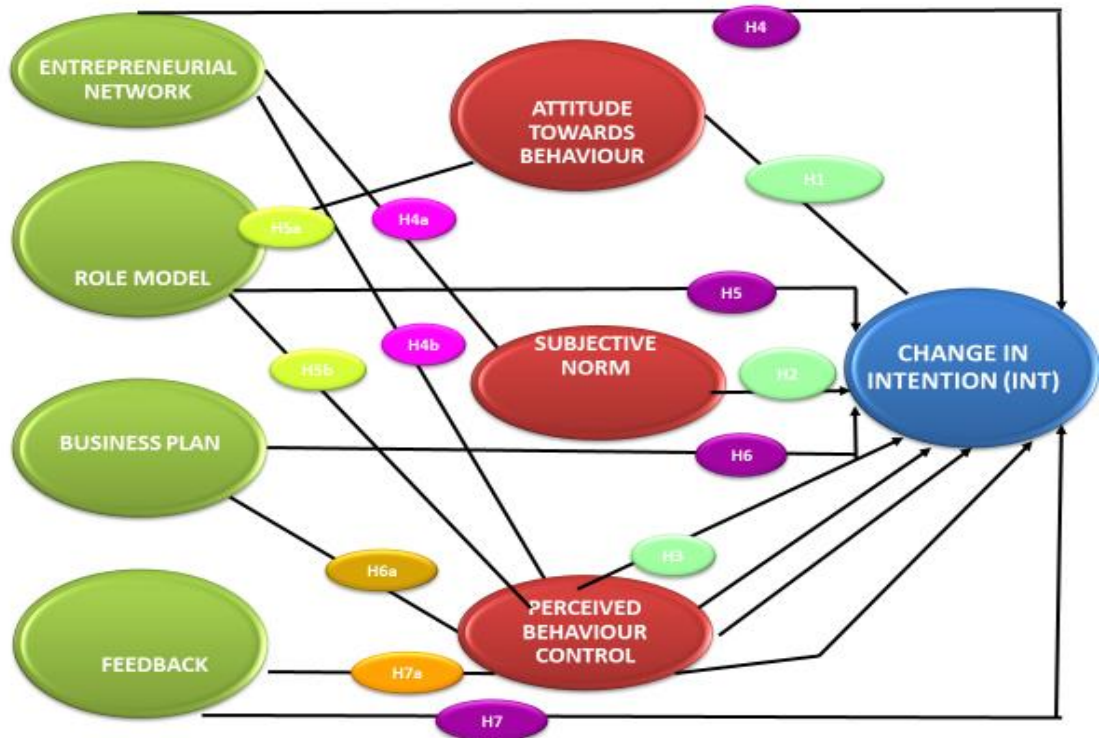 H4
ENTREPRENEURIAL
NETWORK
ATTITUDE
TOWARDS
BEHAVIOUR
H1
H5a
H4a
ROLE MODEL
H5
H4b
H5b
SUBJECTIVE
NORM
H2
CHANGE IN
INTENTION (INT)
BUSINESS PLAN
H6
H3
H6a
PERCEIVED
BEHAVIOUR
CONTROL
FEEDBACK
H7a
H7